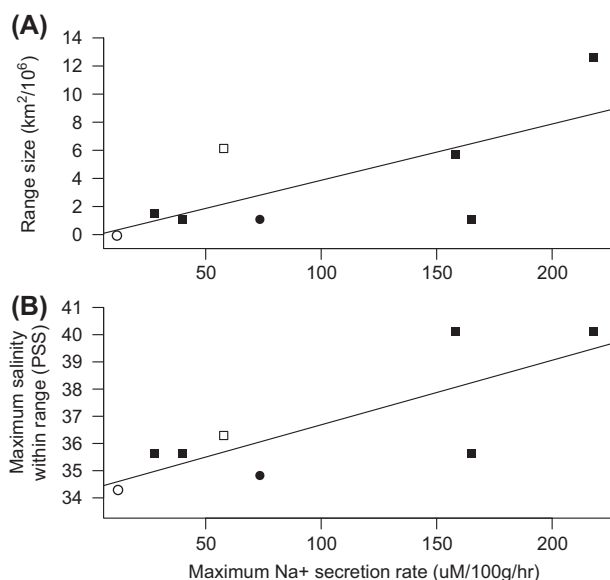 (A)
Range size (km²/10⁶)
14
12
10
8
6
4
2
0
50 100 150 200
(B)
Maximum salinity
within range (PSS)
41
40
39
38
37
36
35
34
50 100 150 200
Maximum Na+ secretion rate (uM/100g/hr)